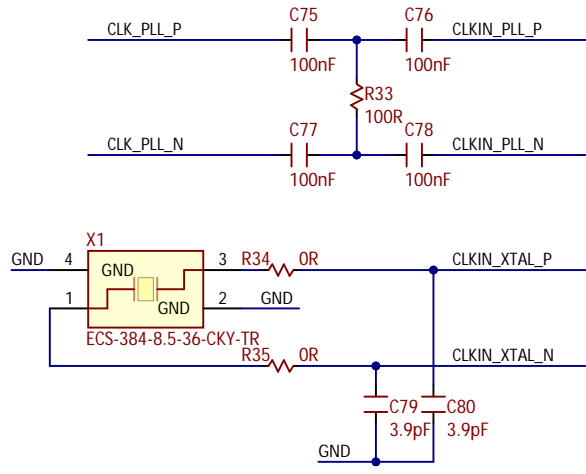 C75 C76
CLK_PLL_P CLKIN_PLL_P
100nF 100nF
R33
100R
C77 C78
CLK_PLL_N CLKIN_PLL_N
100nF 100nF
X1
GND 4 3 R34 0R CLKIN_XTAL_P
GND
1 GND 2 GND
ECS-384-8.5-36-CKY-TR
R35 0R CLKIN_XTAL_N
C79 C80
3.9pF 3.9pF
GND